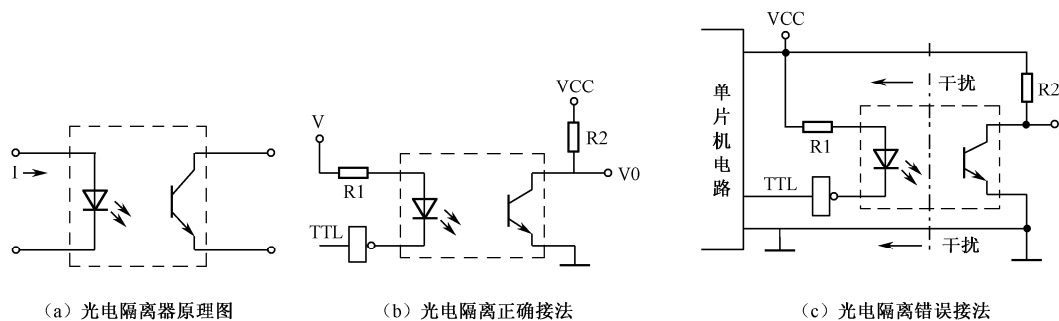 I
(a) 光电隔离器原理图
V
R1
TTL
VCC
R2
V0
(b) 光电隔离正确接法
单片机电路
VCC
R1
TTL
干扰
R2
干扰
(c) 光电隔离错误接法